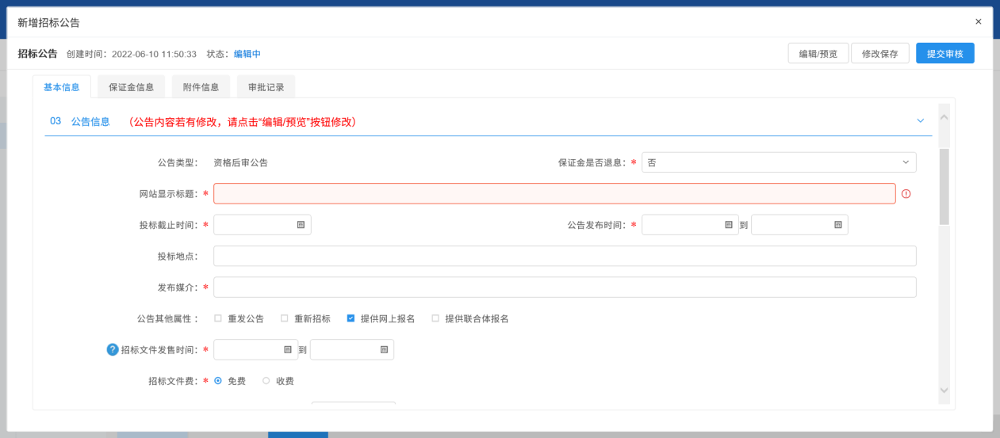 新增招标公告 ×
招标公告 创建时间：2022-06-10 11:50:33 状态：编辑中 编辑/预览 修改保存 提交审核
基本信息 保证金信息 附件信息 审批记录
03 公告信息 （公告内容若有修改，请点击“编辑/预览”按钮修改）
公告类型： 资格后审公告 保证金是否退息：* 否
网站显示标题：*
投标截止时间：* 公告发布时间：* 到
投标地点：
发布媒介：*
公告其他属性 ： 重发公告 重新招标 提供网上报名 提供联合体报名
? 招标文件发售时间：* 到
招标文件费：* 免费 收费